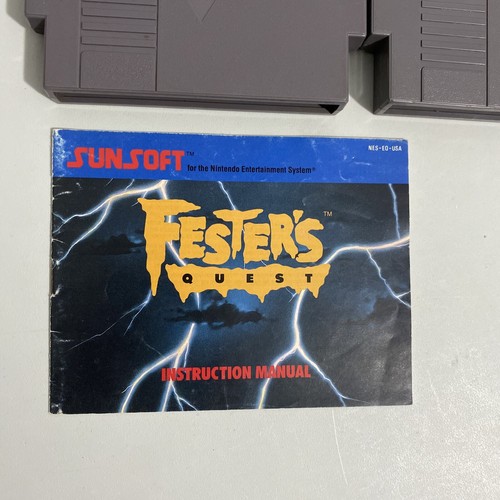 NES-EQ-USA
SUNSOFT™ for the Nintendo Entertainment System®
FESTER'S™
QUEST
INSTRUCTION MANUAL